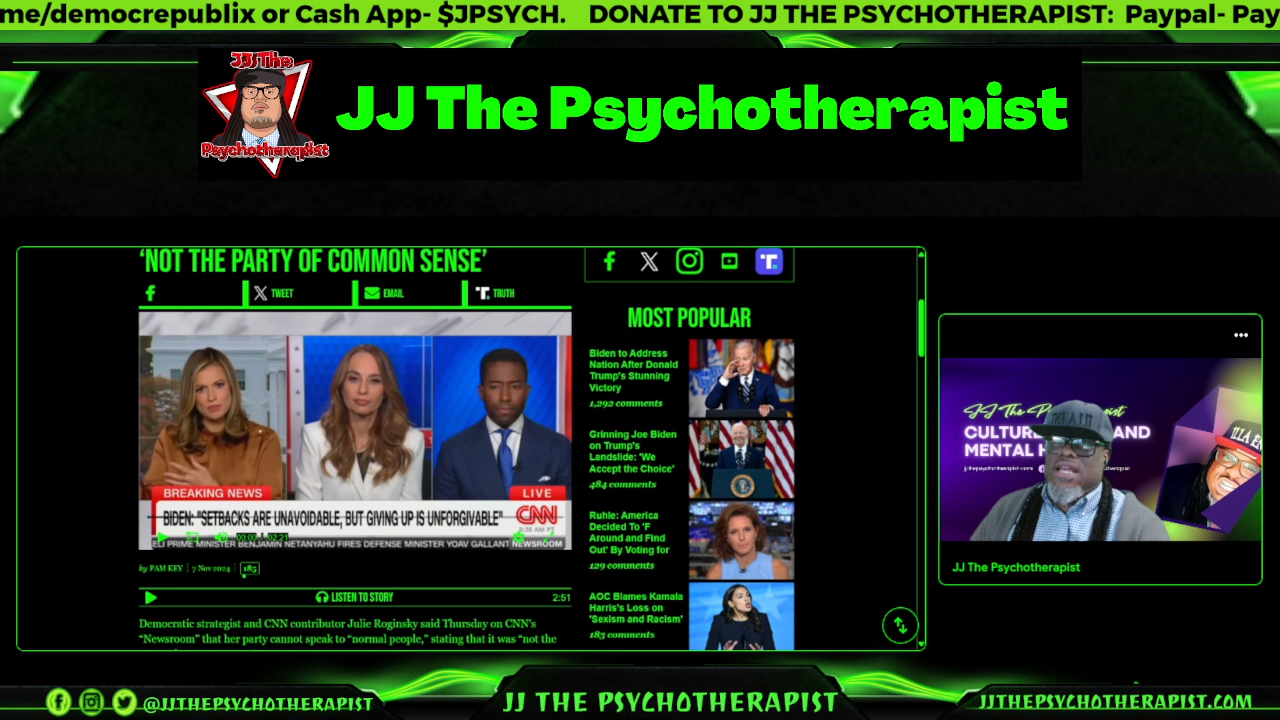 me/democrepublix or Cash App- $JPSYCH. DONATE TO JJ THE PSYCHOTHERAPIST: Paypal- Pay
JJ The
Psychotherapist
JJ The Psychotherapist
‘NOT THE PARTY OF COMMON SENSE’
TWEET
EMAIL
TRUTH
BREAKING NEWS
LIVE
BIDEN: "SETBACKS ARE UNAVOIDABLE, BUT GIVING UP IS UNFORGIVABLE"
CNN
8:36 AM PT
ELI PRIME MINISTER BENJAMIN NETANYAHU FIRES DEFENSE MINISTER YOAV GALLANT
NEWSROOM
by PAM KEY | 7 Nov 2024 | 185
LISTEN TO STORY
2:51
Democratic strategist and CNN contributor Julie Roginsky said Thursday on CNN's
“Newsroom” that her party cannot speak to “normal people,” stating that it was “not the
MOST POPULAR
Biden to Address
Nation After Donald
Trump's Stunning
Victory
1,292 comments
Grinning Joe Biden
on Trump's
Landslide: 'We
Accept the Choice'
484 comments
Ruhle: America
Decided To 'F
Around and Find
Out' By Voting for
129 comments
AOC Blames Kamala
Harris's Loss on
'Sexism and Racism'
183 comments
CULTURE
AND
MENTAL H
JJ The Psychotherapist
@JJTHEPSYCHOTHERAPIST
JJ THE PSYCHOTHERAPIST
JJTHEPSYCHOTHERAPIST.COM